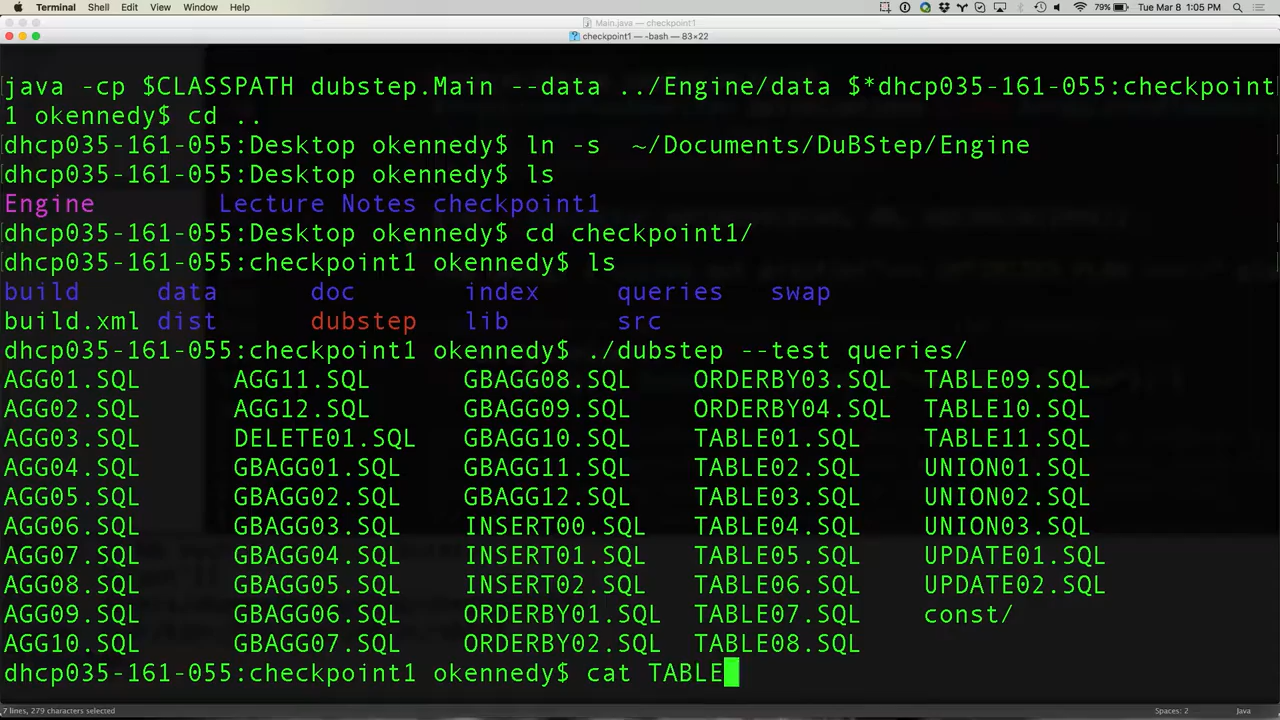 Terminal Shell Edit View Window Help 79% Tue Mar 8 1:05 PM
Main.java — checkpoint1
checkpoint1 — -bash — 83×22
java -cp $CLASSPATH dubstep.Main --data ../Engine/data $*dhcp035-161-055:checkpoint
1 okennedy$ cd ..
dhcp035-161-055:Desktop okennedy$ ln -s  ~/Documents/DuBStep/Engine
dhcp035-161-055:Desktop okennedy$ ls
Engine Lecture Notes checkpoint1
dhcp035-161-055:Desktop okennedy$ cd checkpoint1/
dhcp035-161-055:checkpoint1 okennedy$ ls
build data doc index queries swap
build.xml dist dubstep lib src
dhcp035-161-055:checkpoint1 okennedy$ ./dubstep --test queries/
AGG01.SQL AGG11.SQL GBAGG08.SQL ORDERBY03.SQL TABLE09.SQL
AGG02.SQL AGG12.SQL GBAGG09.SQL ORDERBY04.SQL TABLE10.SQL
AGG03.SQL DELETE01.SQL GBAGG10.SQL TABLE01.SQL TABLE11.SQL
AGG04.SQL GBAGG01.SQL GBAGG11.SQL TABLE02.SQL UNION01.SQL
AGG05.SQL GBAGG02.SQL GBAGG12.SQL TABLE03.SQL UNION02.SQL
AGG06.SQL GBAGG03.SQL INSERT00.SQL TABLE04.SQL UNION03.SQL
AGG07.SQL GBAGG04.SQL INSERT01.SQL TABLE05.SQL UPDATE01.SQL
AGG08.SQL GBAGG05.SQL INSERT02.SQL TABLE06.SQL UPDATE02.SQL
AGG09.SQL GBAGG06.SQL ORDERBY01.SQL TABLE07.SQL const/
AGG10.SQL GBAGG07.SQL ORDERBY02.SQL TABLE08.SQL
dhcp035-161-055:checkpoint1 okennedy$ cat TABLE
7 lines, 279 characters selected Spaces: 2 Java